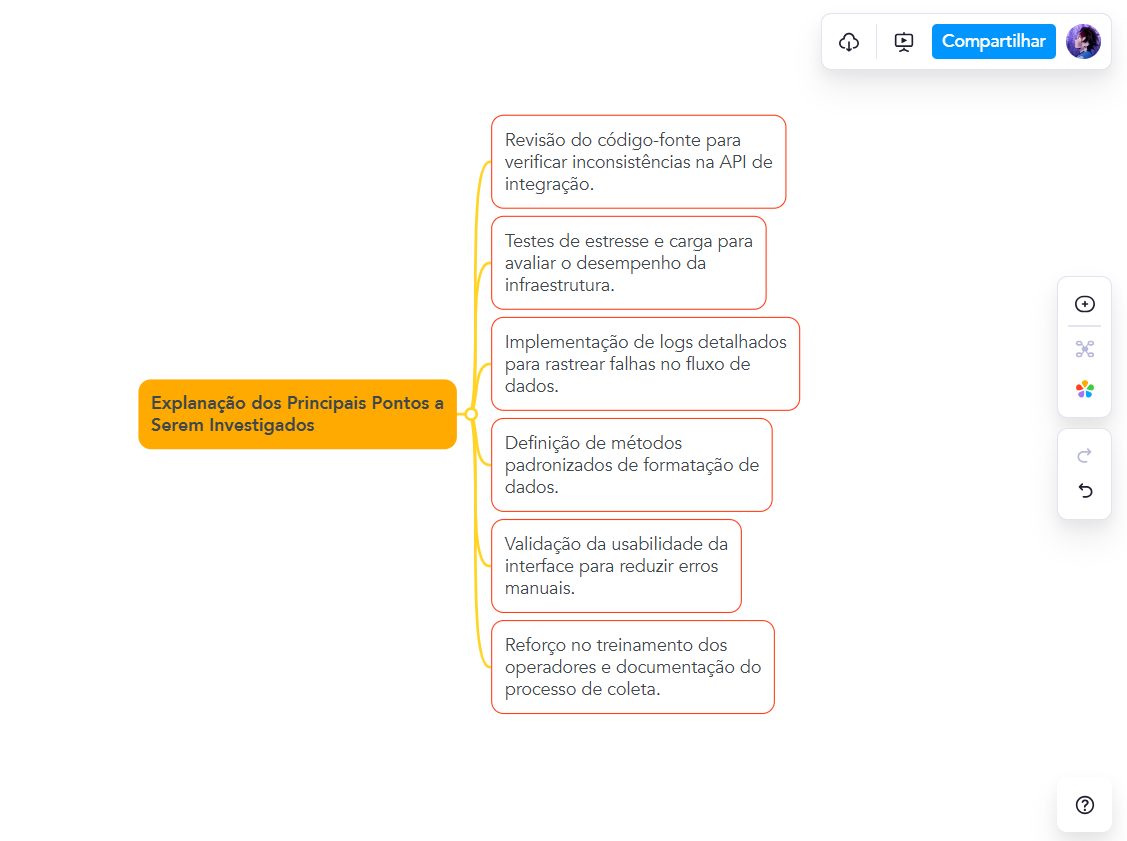 Compartilhar
Revisão do código-fonte para
verificar inconsistências na API de
integração.
Testes de estresse e carga para
avaliar o desempenho da
infraestrutura.
Implementação de logs detalhados
para rastrear falhas no fluxo de
dados.
Explanação dos Principais Pontos a
Serem Investigados
Definição de métodos
padronizados de formatação de
dados.
Validação da usabilidade da
interface para reduzir erros
manuais.
Reforço no treinamento dos
operadores e documentação do
processo de coleta.